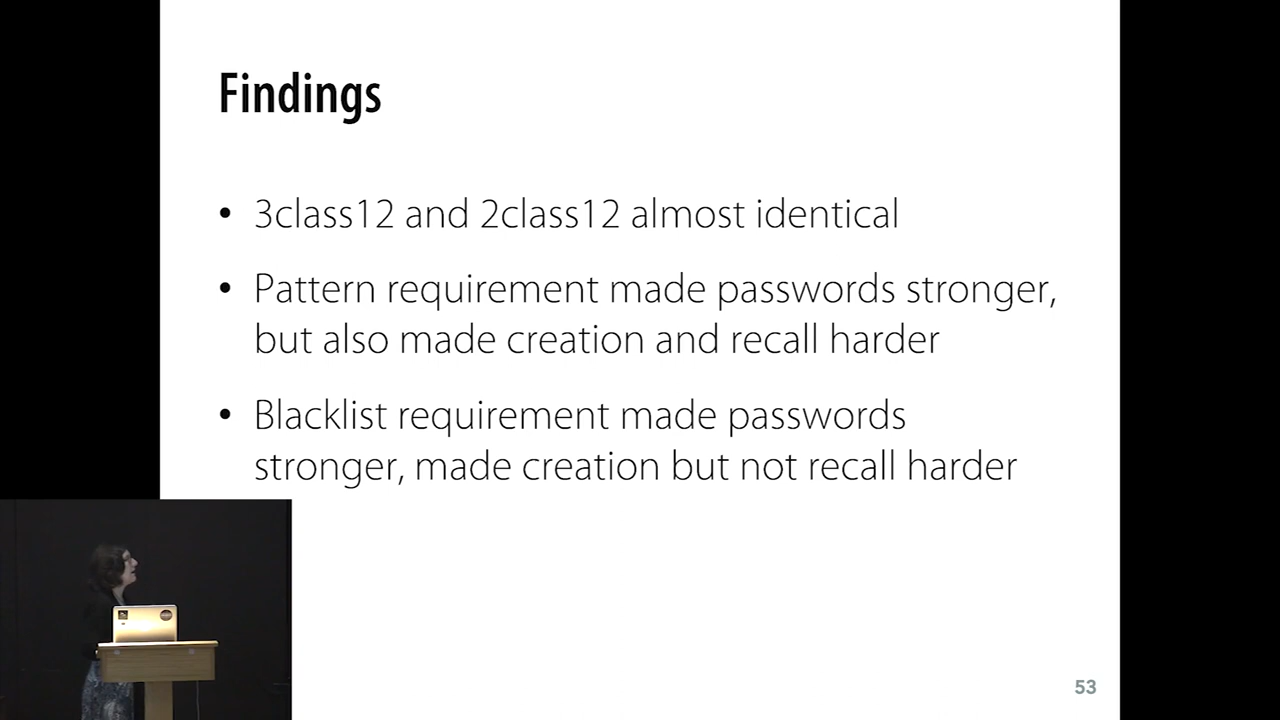 Findings
• 3class12 and 2class12 almost identical
• Pattern requirement made passwords stronger,
but also made creation and recall harder
• Blacklist requirement made passwords
stronger, made creation but not recall harder
53